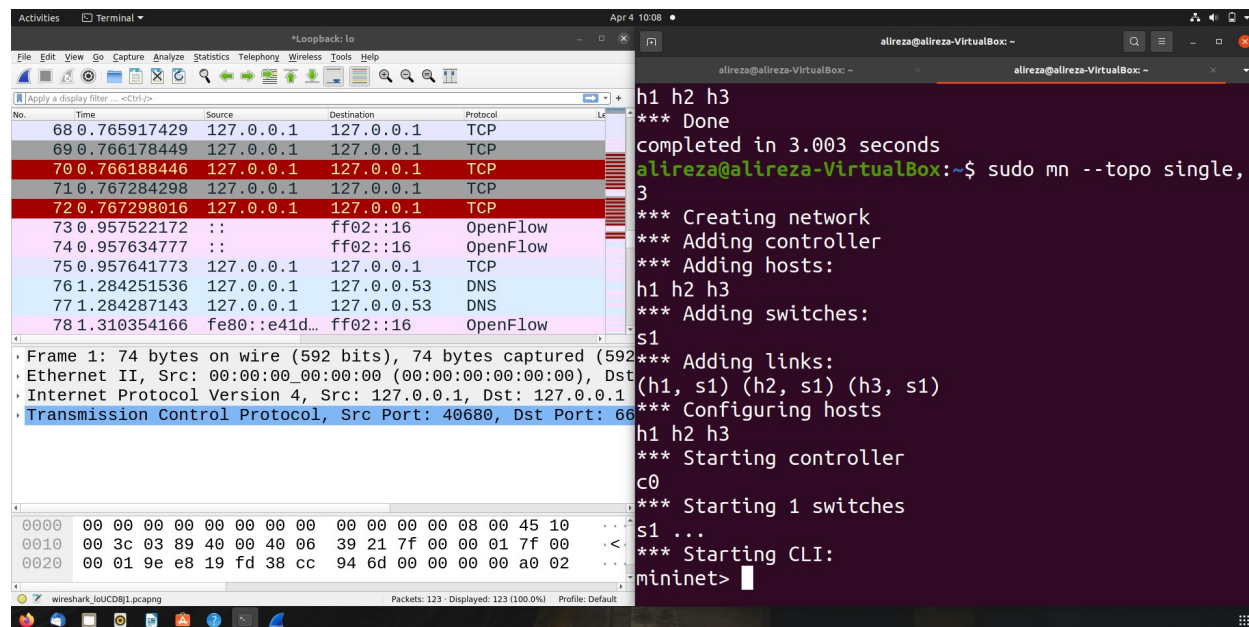 Activities Terminal Apr 4 10:08
*Loopback: lo
File Edit View Go Capture Analyze Statistics Telephony Wireless Tools Help
Apply a display filter ... <Ctrl-/>
No. Time Source Destination Protocol Le
68 0.765917429 127.0.0.1 127.0.0.1 TCP
69 0.766178449 127.0.0.1 127.0.0.1 TCP
70 0.766188446 127.0.0.1 127.0.0.1 TCP
71 0.767284298 127.0.0.1 127.0.0.1 TCP
72 0.767298016 127.0.0.1 127.0.0.1 TCP
73 0.957522172 :: ff02::16 OpenFlow
74 0.957634777 :: ff02::16 OpenFlow
75 0.957641773 127.0.0.1 127.0.0.1 TCP
76 1.284251536 127.0.0.1 127.0.0.53 DNS
77 1.284287143 127.0.0.1 127.0.0.53 DNS
78 1.310354166 fe80::e41d… ff02::16 OpenFlow
Frame 1: 74 bytes on wire (592 bits), 74 bytes captured (592
Ethernet II, Src: 00:00:00_00:00:00 (00:00:00:00:00:00), Dst
Internet Protocol Version 4, Src: 127.0.0.1, Dst: 127.0.0.1
Transmission Control Protocol, Src Port: 40680, Dst Port: 66
0000 00 00 00 00 00 00 00 00 00 00 00 00 08 00 45 10 ...
0010 00 3c 03 89 40 00 40 06 39 21 7f 00 00 01 7f 00 ·<·
0020 00 01 9e e8 19 fd 38 cc 94 6d 00 00 00 00 a0 02 ...
wireshark_loUCD8J1.pcapng Packets: 123 · Displayed: 123 (100.0%) Profile: Default
alireza@alireza-VirtualBox: ~
alireza@alireza-VirtualBox: ~ alireza@alireza-VirtualBox: ~
h1 h2 h3
*** Done
completed in 3.003 seconds
alireza@alireza-VirtualBox:~$ sudo mn --topo single,
3
*** Creating network
*** Adding controller
*** Adding hosts:
h1 h2 h3
*** Adding switches:
s1
*** Adding links:
(h1, s1) (h2, s1) (h3, s1)
*** Configuring hosts
h1 h2 h3
*** Starting controller
c0
*** Starting 1 switches
s1 ...
*** Starting CLI:
mininet>